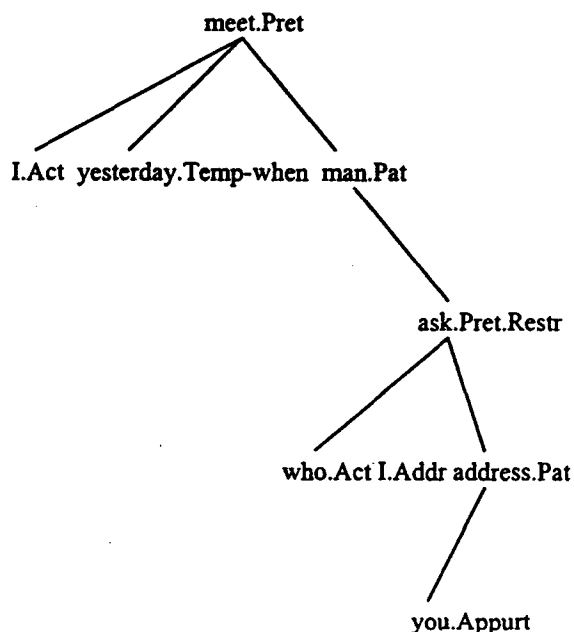 meet.Pret
I.Act yesterday.Temp-when man.Pat
ask.Pret.Restr
who.Act I.Addr address.Pat
you.Appurt